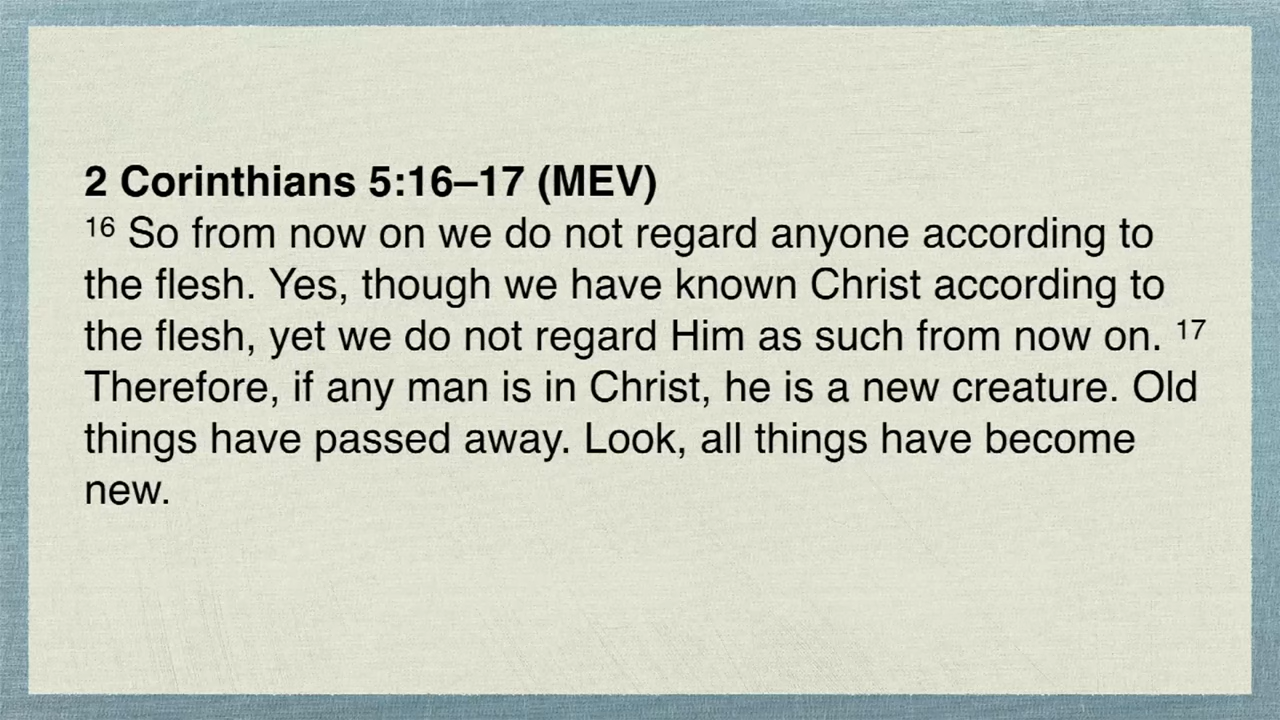 2 Corinthians 5:16–17 (MEV)
16 So from now on we do not regard anyone according to
the flesh. Yes, though we have known Christ according to
the flesh, yet we do not regard Him as such from now on. 17
Therefore, if any man is in Christ, he is a new creature. Old
things have passed away. Look, all things have become
new.